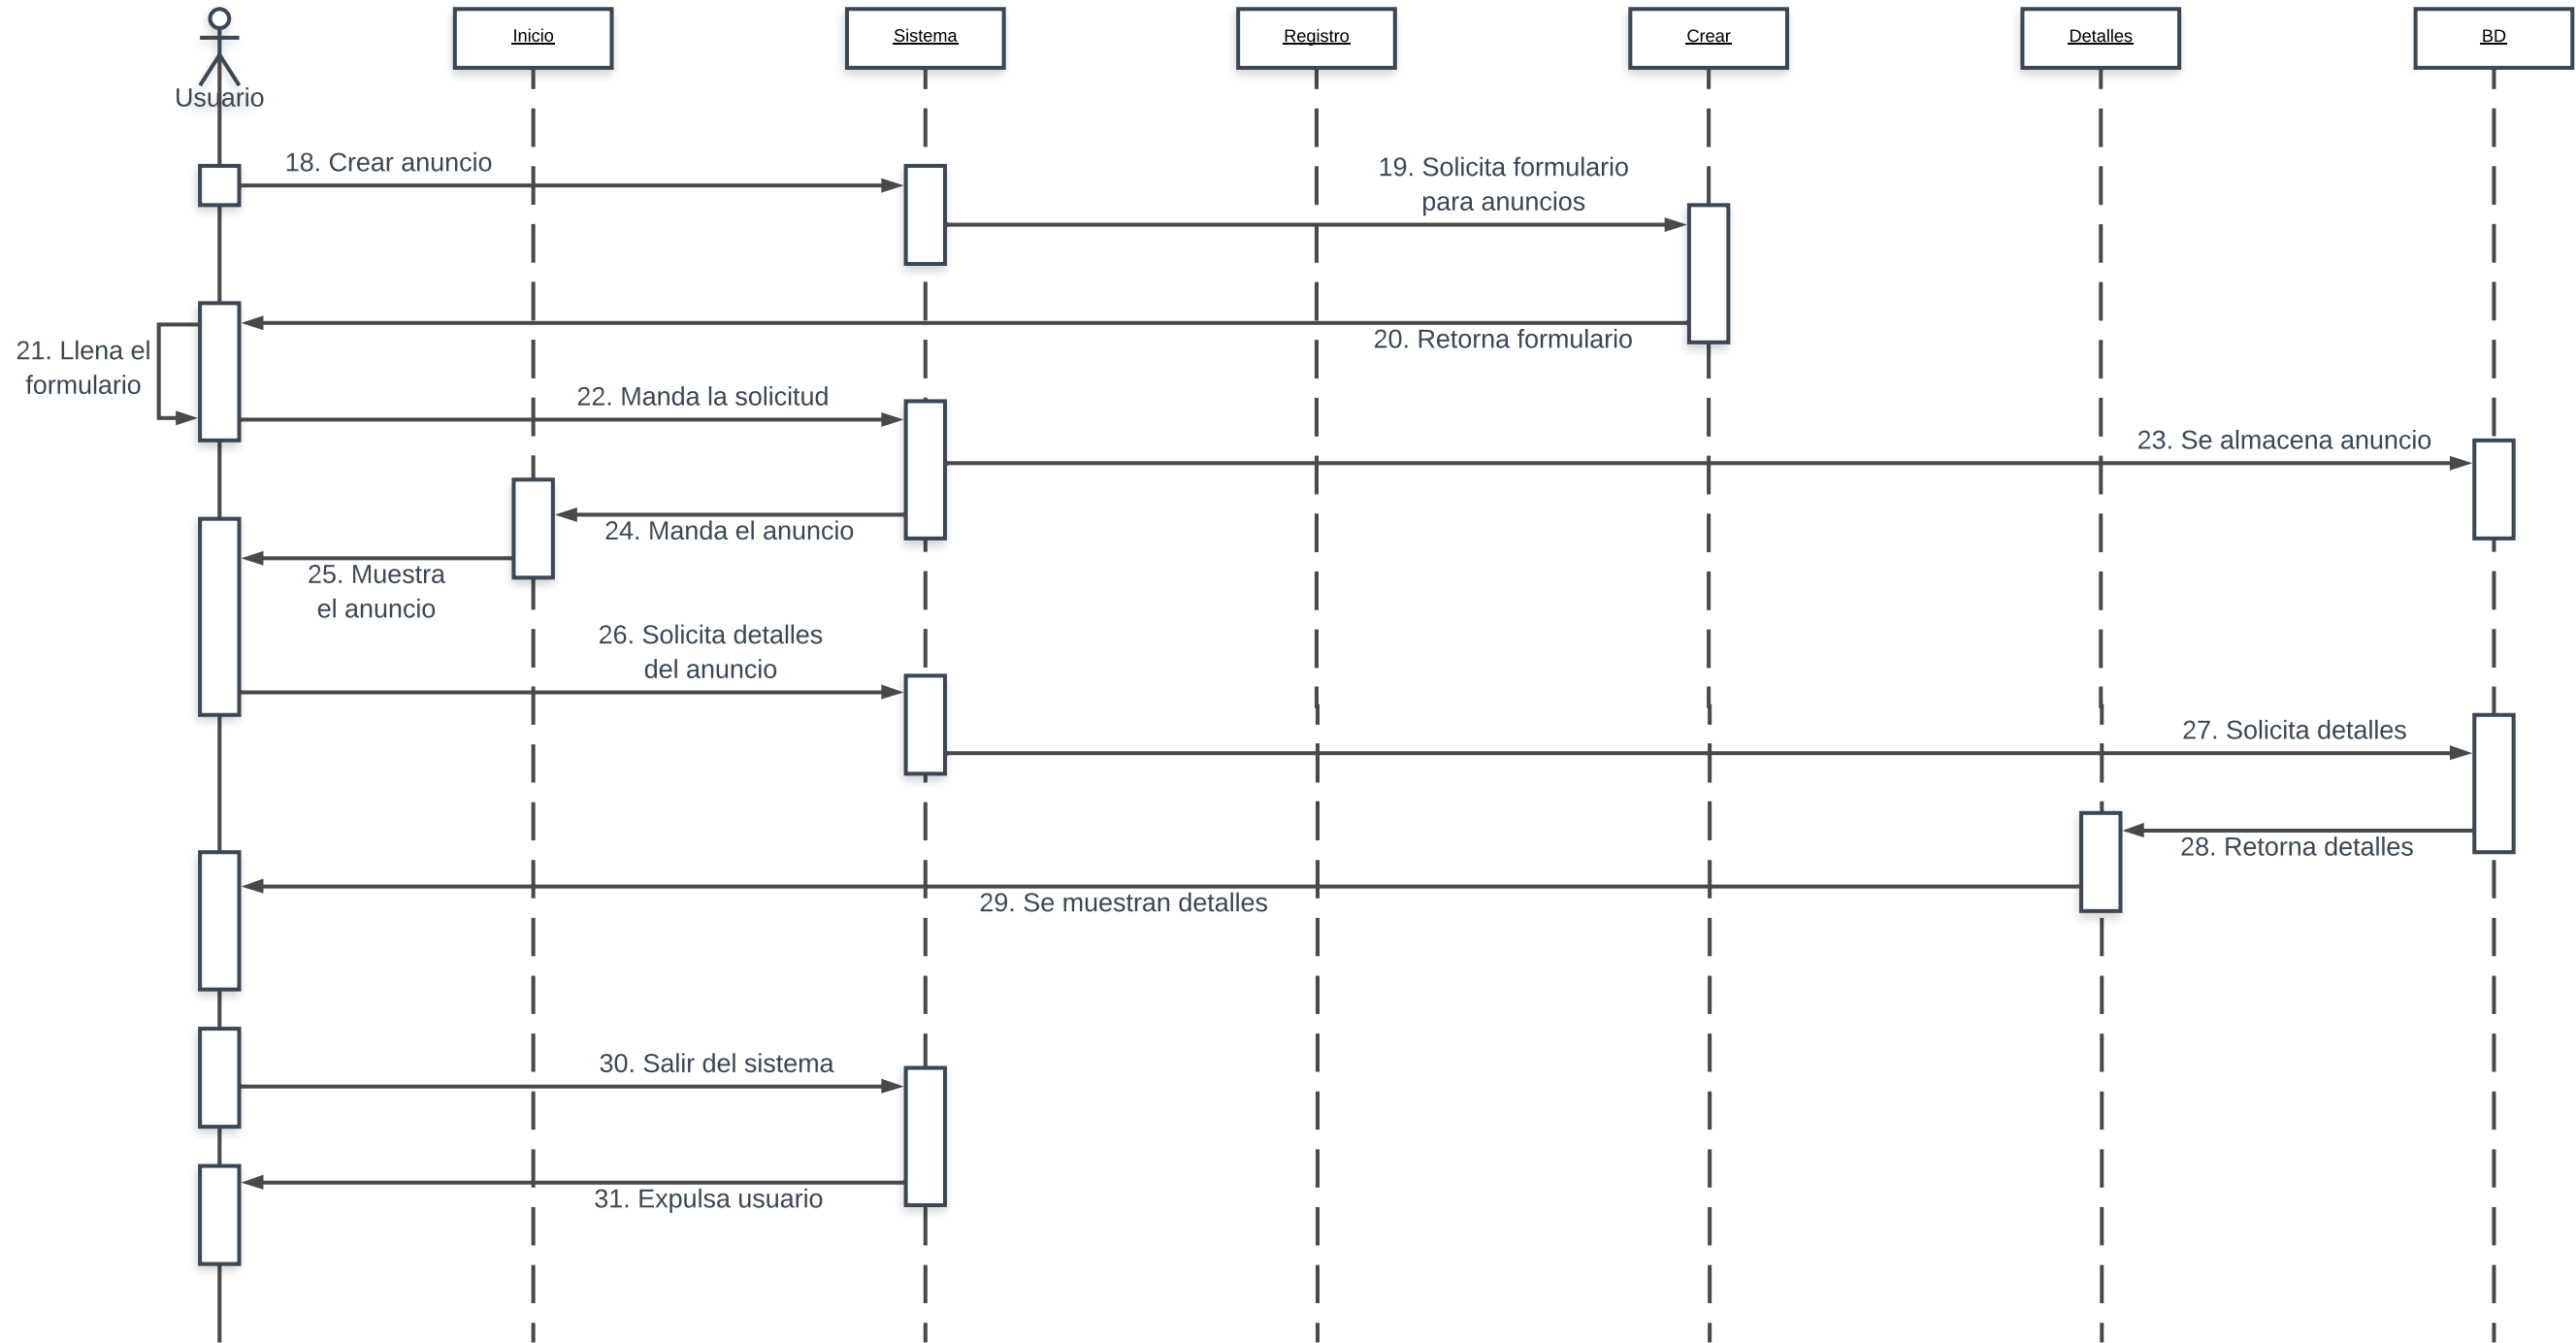 Inicio
Sistema
Registro
Crear
Detalles
BD
Usuario
18. Crear anuncio
19. Solicita formulario
para anuncios
20. Retorna formulario
21. Llena el
formulario
22. Manda la solicitud
23. Se almacena anuncio
24. Manda el anuncio
25. Muestra
el anuncio
26. Solicita detalles
del anuncio
27. Solicita detalles
28. Retorna detalles
29. Se muestran detalles
30. Salir del sistema
31. Expulsa usuario